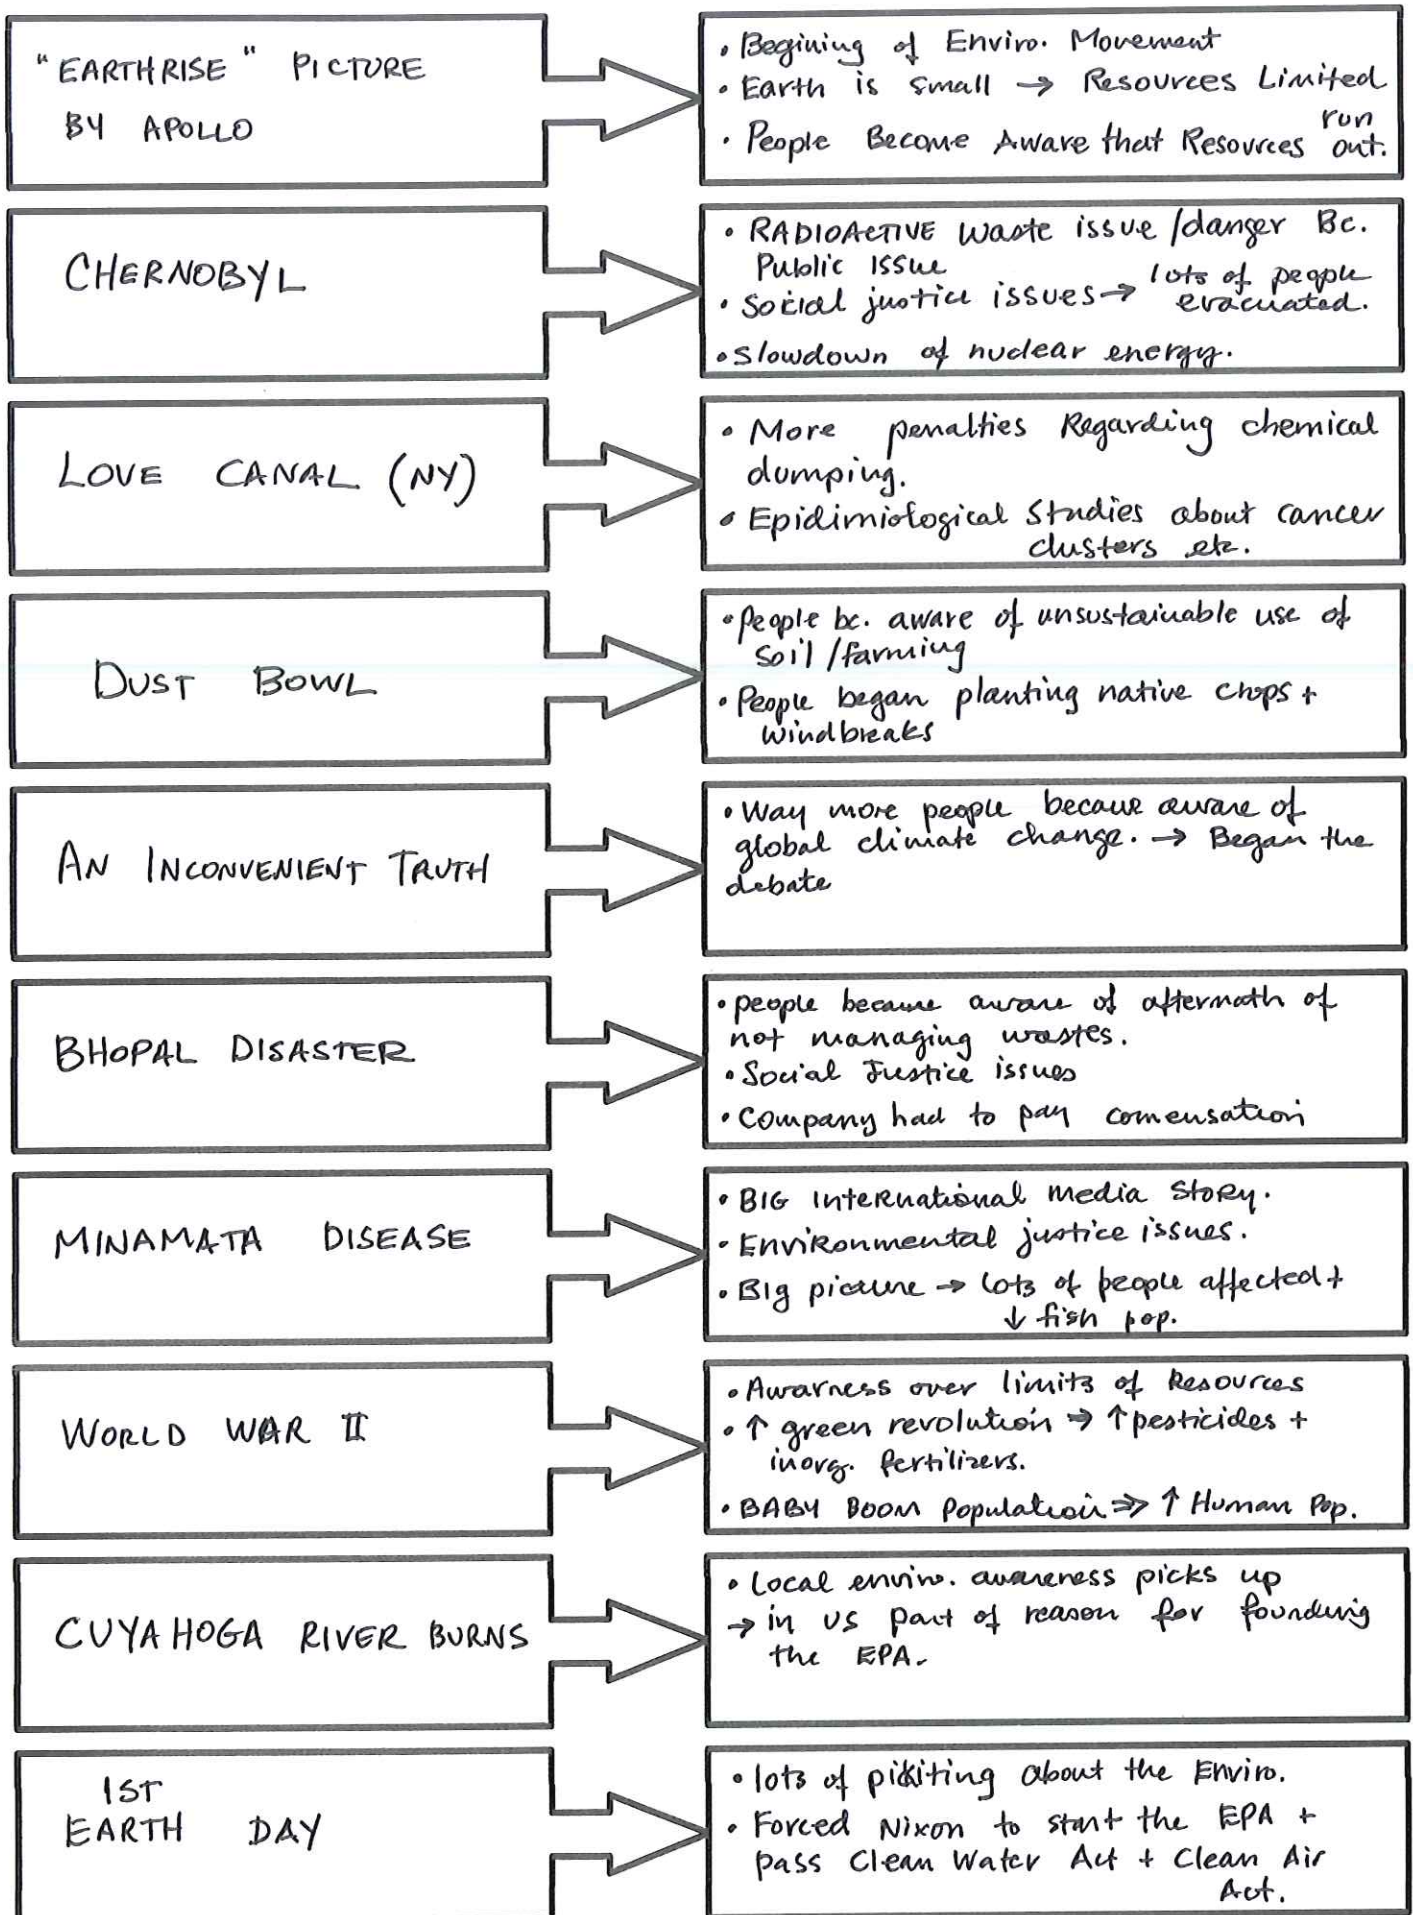 "EARTHRISE" PICTURE
BY APOLLO
• Begining of Enviro. Movement
• Earth is small → Resources Limited
• People Become Aware that Resources run
out.
CHERNOBYL
• RADIOACTIVE waste issue/danger Bc.
Public Issue
• Social justice issues → lots of people
evacuated.
• Slowdown of nuclear energy.
LOVE CANAL (NY)
• More penalties Regarding chemical
dumping.
• Epidimiological Studies about cancer
clusters etc.
DUST BOWL
• People bc. aware of unsustainable use of
soil/farming
• People began planting native crops +
windbreaks
AN INCONVENIENT TRUTH
• Way more people became aware of
global climate change. → Began the
debate
BHOPAL DISASTER
• people became aware of aftermath of
not managing wastes.
• Social Justice issues
• Company had to pay comensation
MINAMATA DISEASE
• BIG International media Story.
• Environmental justice issues.
• Big picture → lots of people affected +
↓ fish pop.
WORLD WAR II
• Awarness over limits of Resources
• ↑ green revolution ⇒ ↑ pesticides +
inorg. fertilizers.
• BABY BOOM Population ⇒ ↑ Human Pop.
CUYAHOGA RIVER BURNS
• Local enviro. awareness picks up
→ in US part of reason for founding
the EPA.
1ST
EARTH DAY
• lots of about the Enviro.
• Forced Nixon to start the EPA +
pass Clean Water Act + Clean Air
Act.